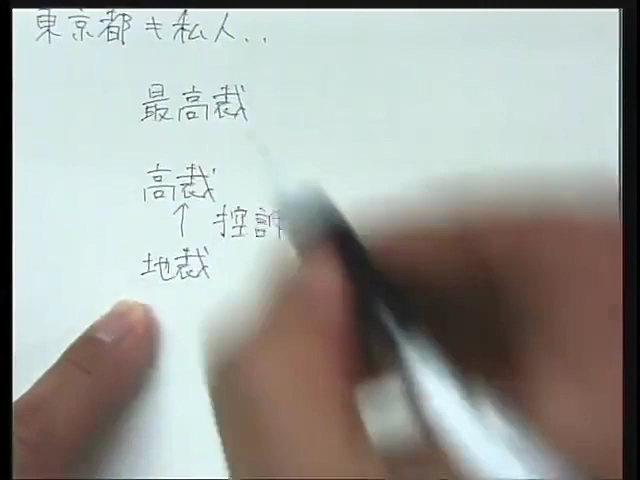 東京都も私人..
最高裁
高裁
↑ 控訴
地裁